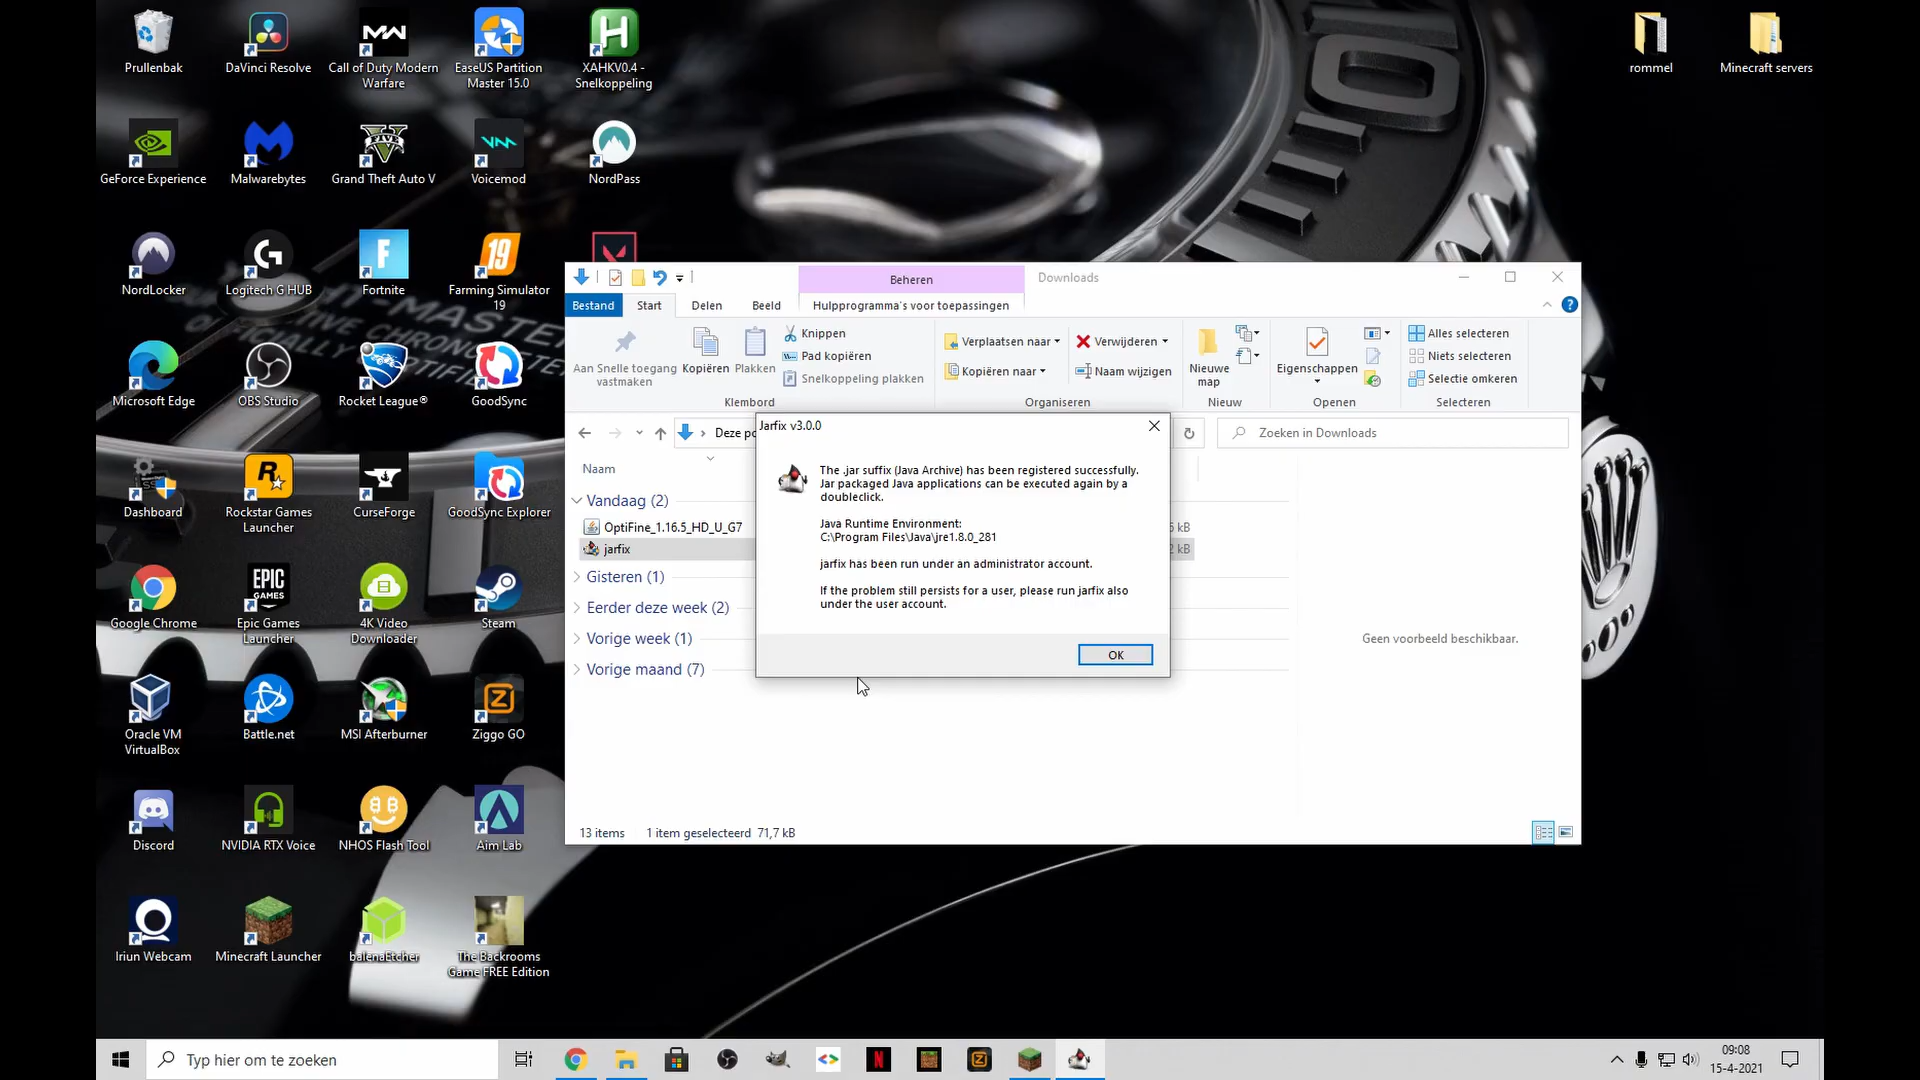 Prullenbak
DaVinci Resolve
Call of Duty Modern
Warfare
EaseUS Partition
Master 15.0
XAHKV0.4 -
Snelkoppeling
rommel
Minecraft servers
GeForce Experience
Malwarebytes
Grand Theft Auto V
Voicemod
NordPass
NordLocker
Logitech G HUB
Fortnite
Farming Simulator
19
Microsoft Edge
OBS Studio
Rocket League®
GoodSync
Dashboard
Rockstar Games
Launcher
CurseForge
GoodSync Explorer
Google Chrome
Epic Games
Launcher
4K Video
Downloader
Steam
Oracle VM
VirtualBox
Battle.net
MSI Afterburner
Ziggo GO
Discord
NVIDIA RTX Voice
NHOS Flash Tool
Aim Lab
Iriun Webcam
Minecraft Launcher
balenaEtcher
The Backrooms
Game FREE Edition
Beheren
Downloads
Bestand
Start
Delen
Beeld
Hulpprogramma's voor toepassingen
Aan Snelle toegang
vastmaken
Kopiëren
Plakken
Knippen
Pad kopiëren
Snelkoppeling plakken
Klembord
Verplaatsen naar
Kopiëren naar
Verwijderen
Naam wijzigen
Organiseren
Nieuwe
map
Nieuw
Eigenschappen
Openen
Alles selecteren
Niets selecteren
Selectie omkeren
Selecteren
Deze pc
Zoeken in Downloads
Naam
Vandaag (2)
OptiFine_1.16.5_HD_U_G7
jarfix
kB
kB
Gisteren (1)
Eerder deze week (2)
Vorige week (1)
Vorige maand (7)
Geen voorbeeld beschikbaar.
13 items
1 item geselecteerd 71,7 kB
Jarfix v3.0.0
The .jar suffix (Java Archive) has been registered successfully.
Jar packaged Java applications can be executed again by a
doubleclick.
Java Runtime Environment:
C:\Program Files\Java\jre1.8.0_281
jarfix has been run under an administrator account.
If the problem still persists for a user, please run jarfix also
under the user account.
OK
Typ hier om te zoeken
09:08
15-4-2021